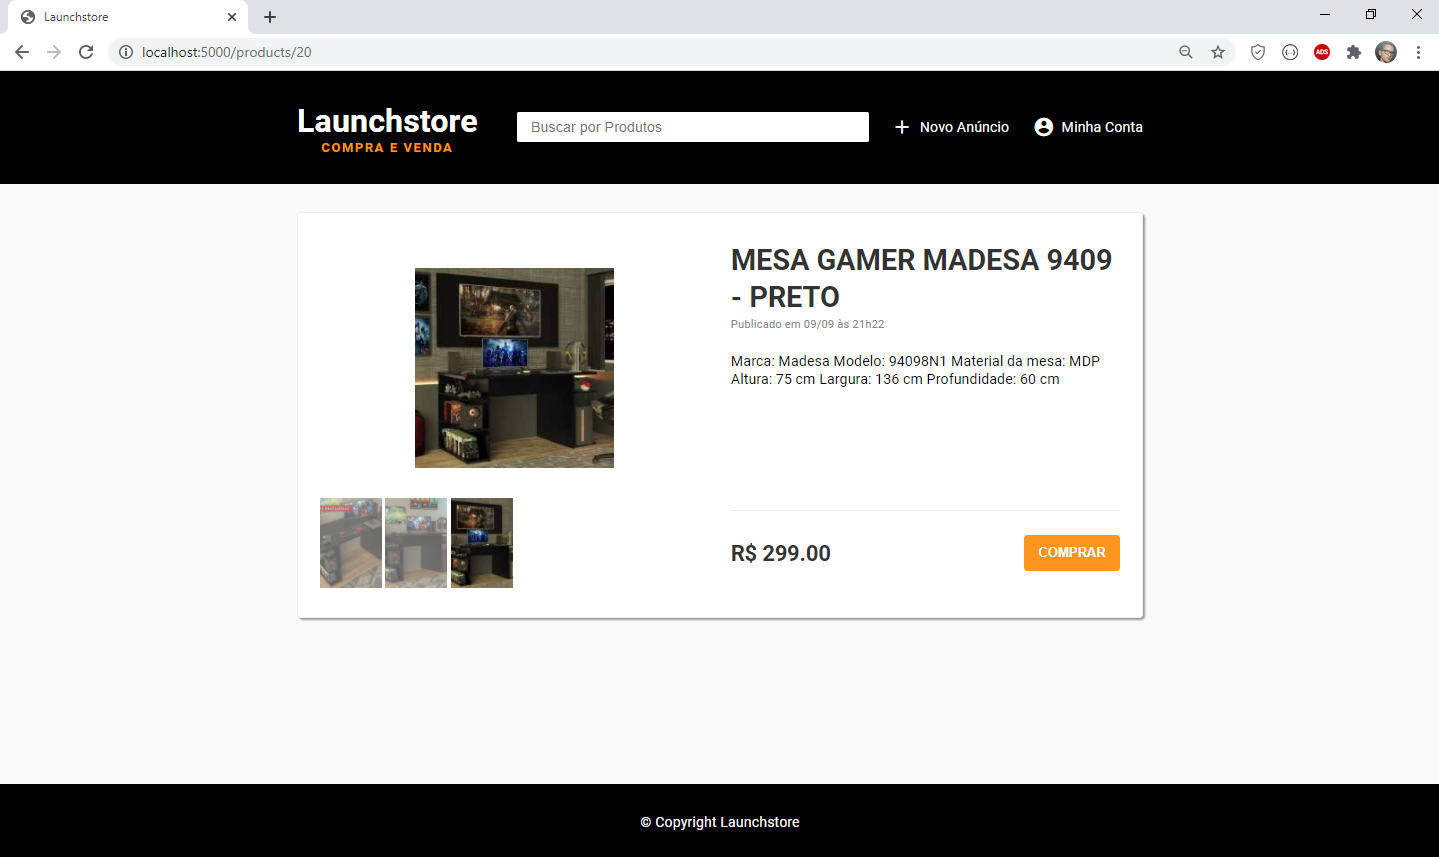 Launchstore
localhost:5000/products/20
ADS
Launchstore
COMPRA E VENDA
Buscar por Produtos
Novo Anúncio
Minha Conta
MESA GAMER MADESA 9409
- PRETO
Publicado em 09/09 às 21h22
Marca: Madesa Modelo: 94098N1 Material da mesa: MDP
Altura: 75 cm Largura: 136 cm Profundidade: 60 cm
R$ 299.00
COMPRAR
© Copyright Launchstore